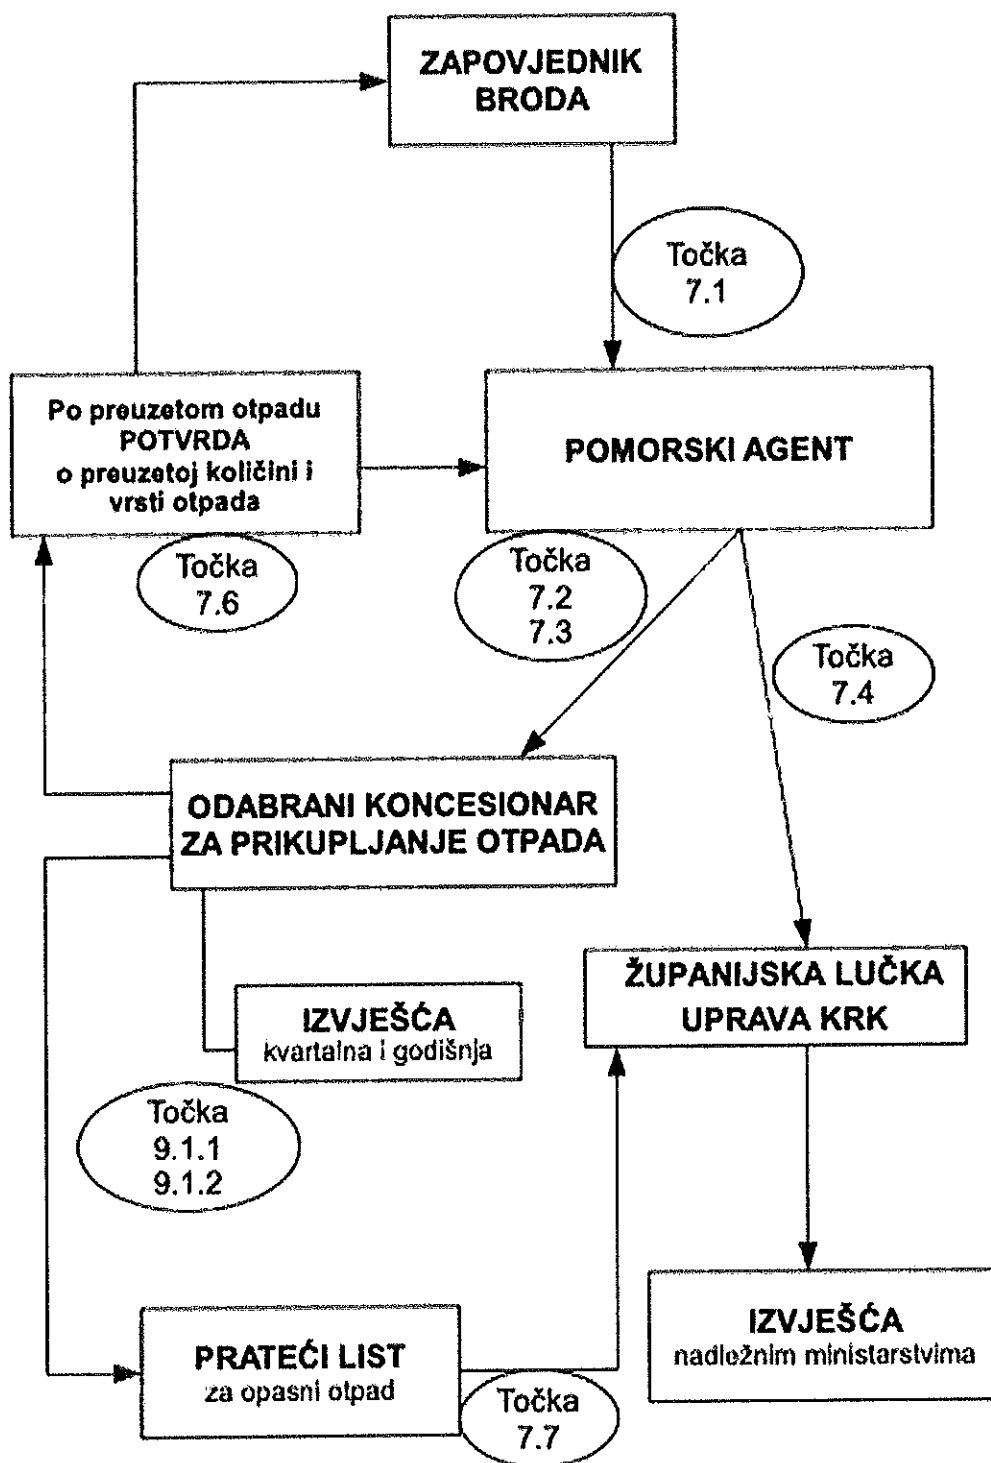 ZAPOVJEDNIK
BRODA
Točka
7.1
Po preuzetom otpadu
POTVRDA
o preuzetoj količini i
vrsti otpada
POMORSKI AGENT
Točka
7.6
Točka
7.2
7.3
Točka
7.4
ODABRANI KONCESIONAR
ZA PRIKUPLJANJE OTPADA
ŽUPANIJSKA LUČKA
UPRAVA KRK
IZVJEŠĆA
kvartalna i godišnja
Točka
9.1.1
9.1.2
IZVJEŠĆA
nadležnim ministarstvima
PRATEĆI LIST
za opasni otpad
Točka
7.7